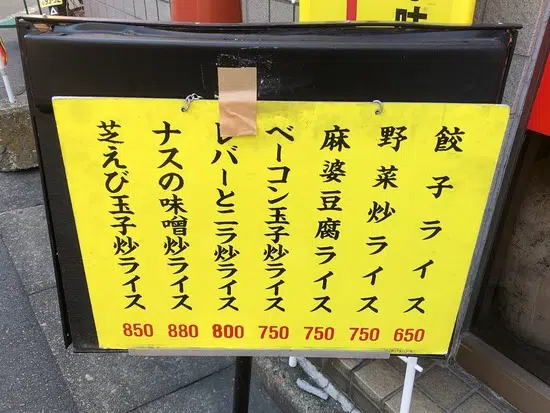 餃子ライス 650
野菜炒ライス 750
麻婆豆腐ライス 750
ベーコン玉子炒ライス 750
レバーとニラ炒ライス 800
ナスの味噌炒ライス 880
芝えび玉子炒ライス 850
味